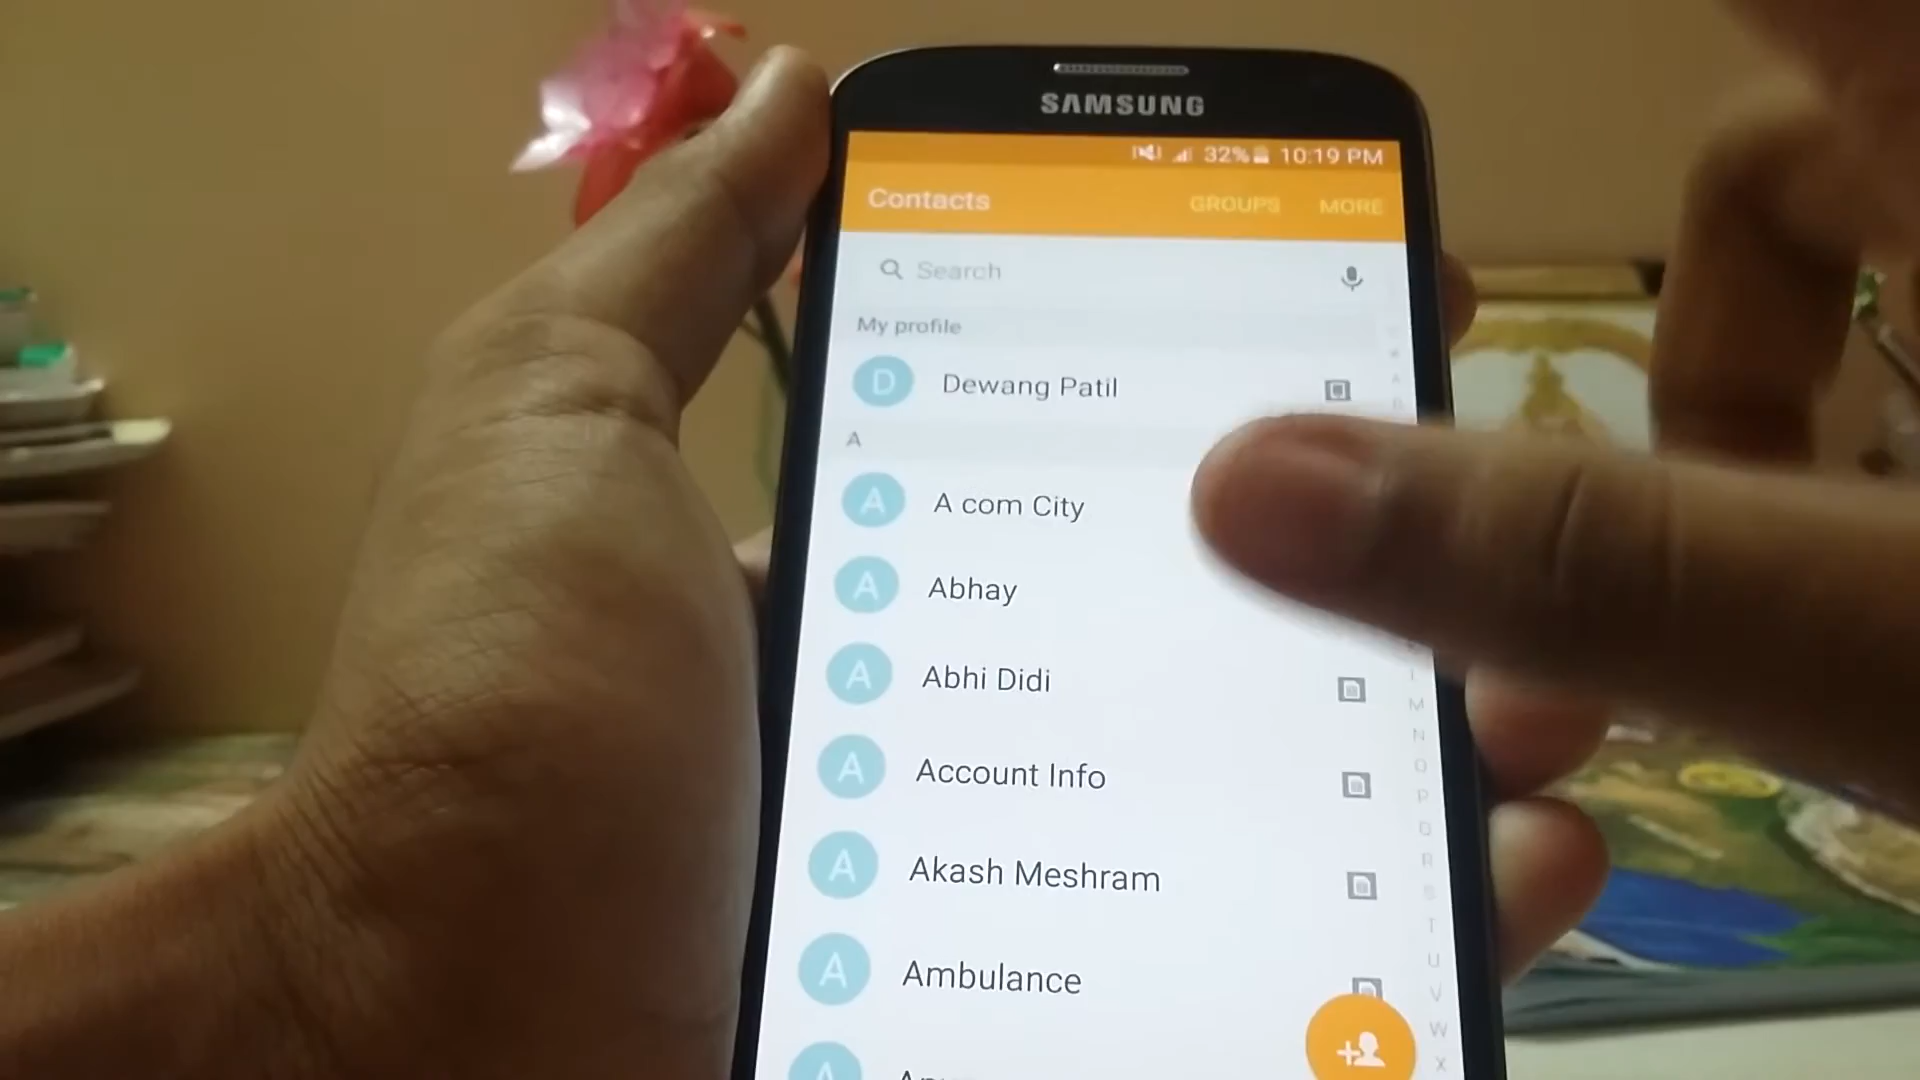 SAMSUNG
32% 10:19 PM
Contacts GROUPS MORE
Search
My profile
D Dewang Patil
A
A A com City
A Abhay
A Abhi Didi
A Account Info
A Akash Meshram
A Ambulance
A
M
N
O
P
Q
R
S
T
U
V
W
X